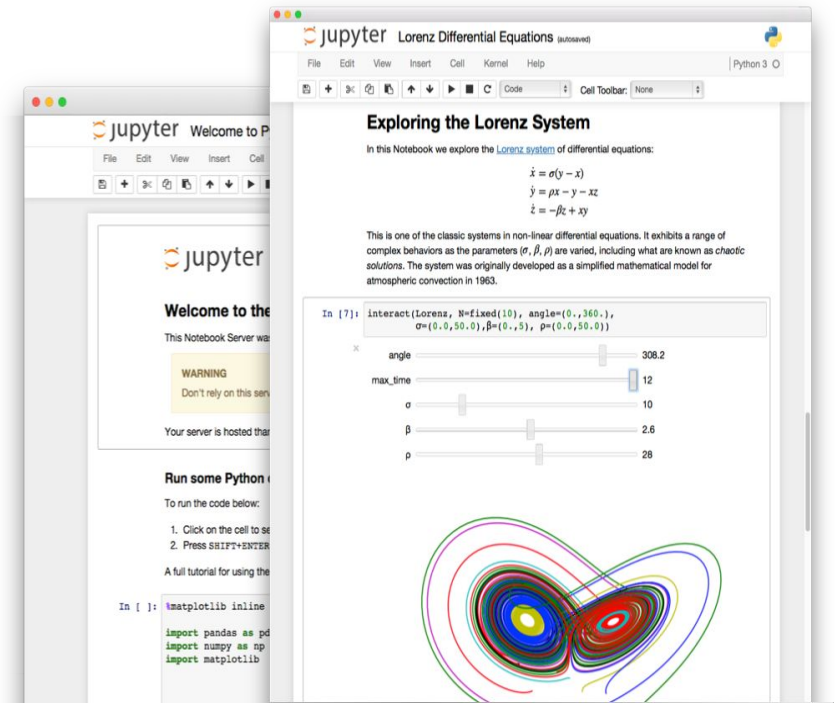 jupyter Lorenz Differential Equations (autosaved)
File Edit View Insert Cell Kernel Help Python 3
Code Cell Toolbar: None
Exploring the Lorenz System
In this Notebook we explore the Lorenz system of differential equations:
ẋ = σ(y − x)
ẏ = ρx − y − xz
ż = −βz + xy
This is one of the classic systems in non-linear differential equations. It exhibits a range of
complex behaviors as the parameters (σ, β, ρ) are varied, including what are known as chaotic
solutions. The system was originally developed as a simplified mathematical model for
atmospheric convection in 1963.
In [7]: interact(Lorenz, N=fixed(10), angle=(0.,360.),
σ=(0.0,50.0),β=(0.,5), ρ=(0.0,50.0))
x
angle 308.2
max_time 12
σ 10
β 2.6
ρ 28
jupyter Welcome to P
File Edit View Insert Cell
jupyter
Welcome to the
This Notebook Server wa
WARNING
Don't rely on this serv
Your server is hosted than
Run some Python
To run the code below:
1. Click on the cell to se
2. Press SHIFT+ENTER
A full tutorial for using the
In [ ]: %matplotlib inline
import pandas as pd
import numpy as np
import matplotlib